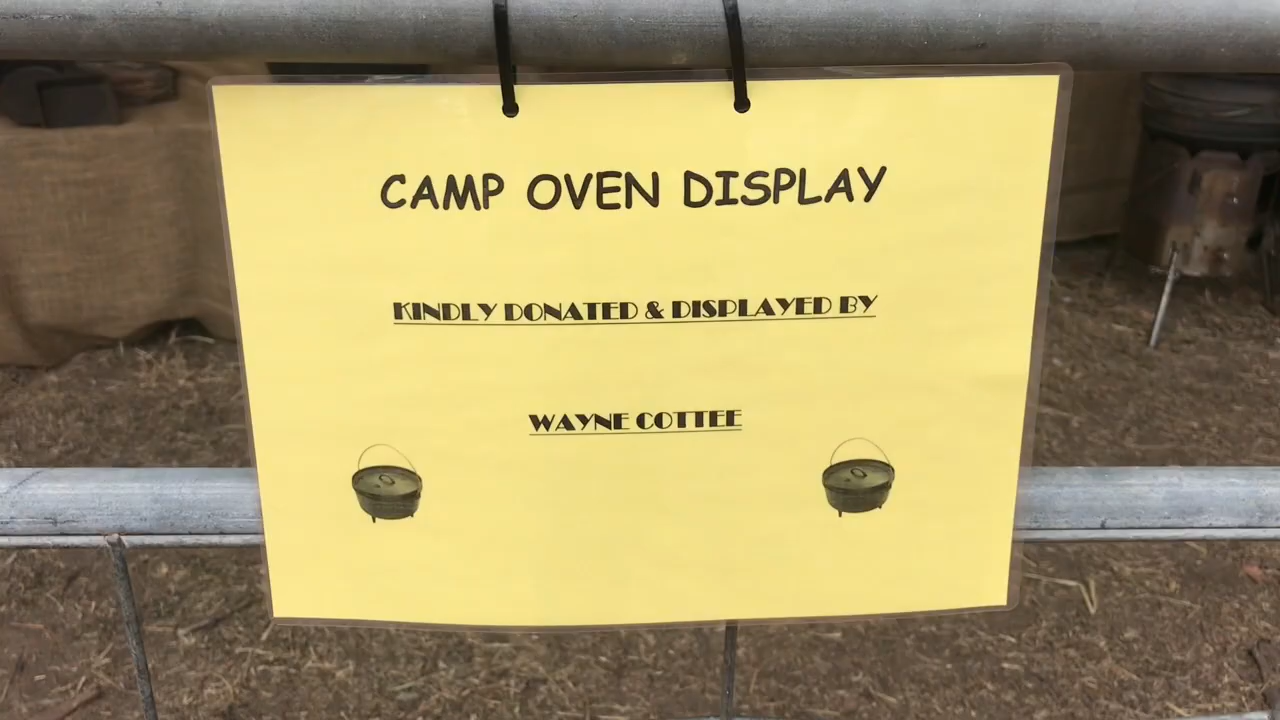 CAMP OVEN DISPLAY
KINDLY DONATED & DISPLAYED BY
WAYNE COTTEE